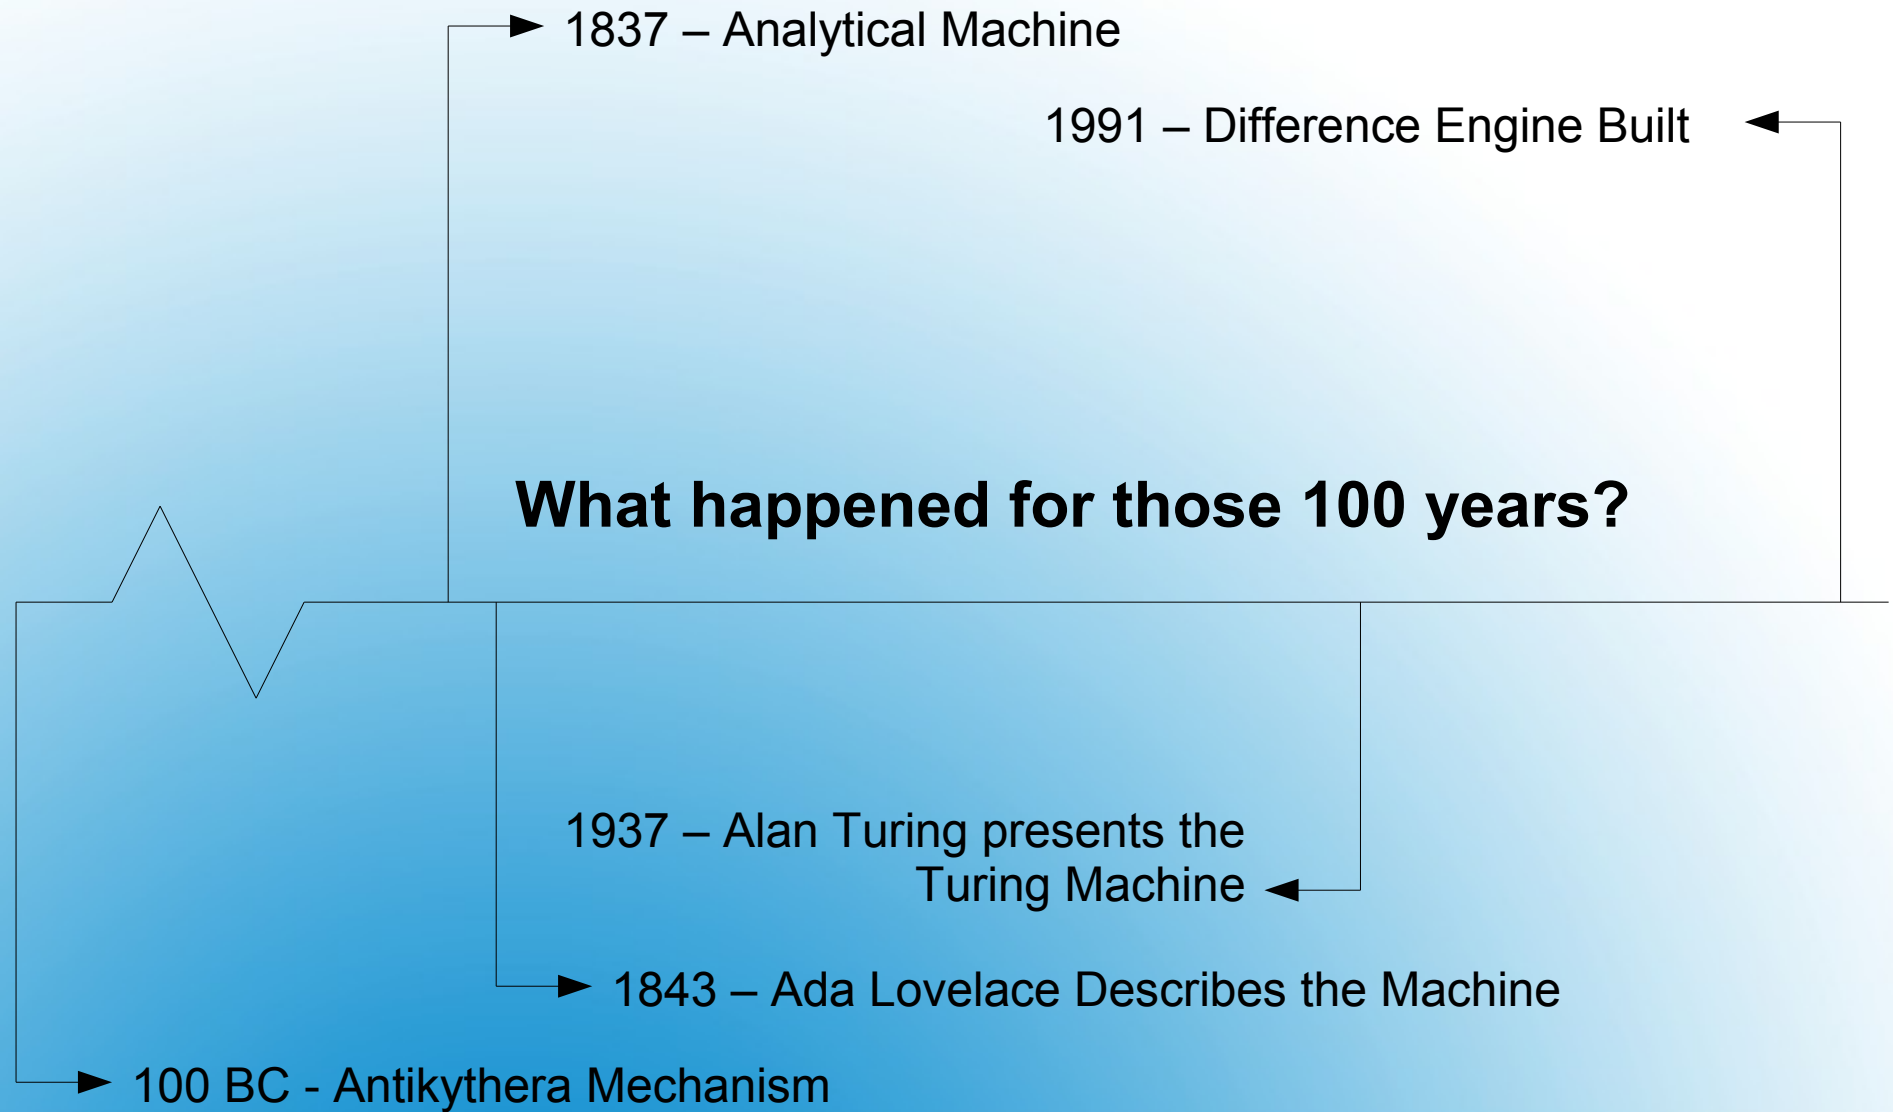 1837 – Analytical Machine
1991 – Difference Engine Built
What happened for those 100 years?
1937 – Alan Turing presents the
Turing Machine
1843 – Ada Lovelace Describes the Machine
100 BC - Antikythera Mechanism